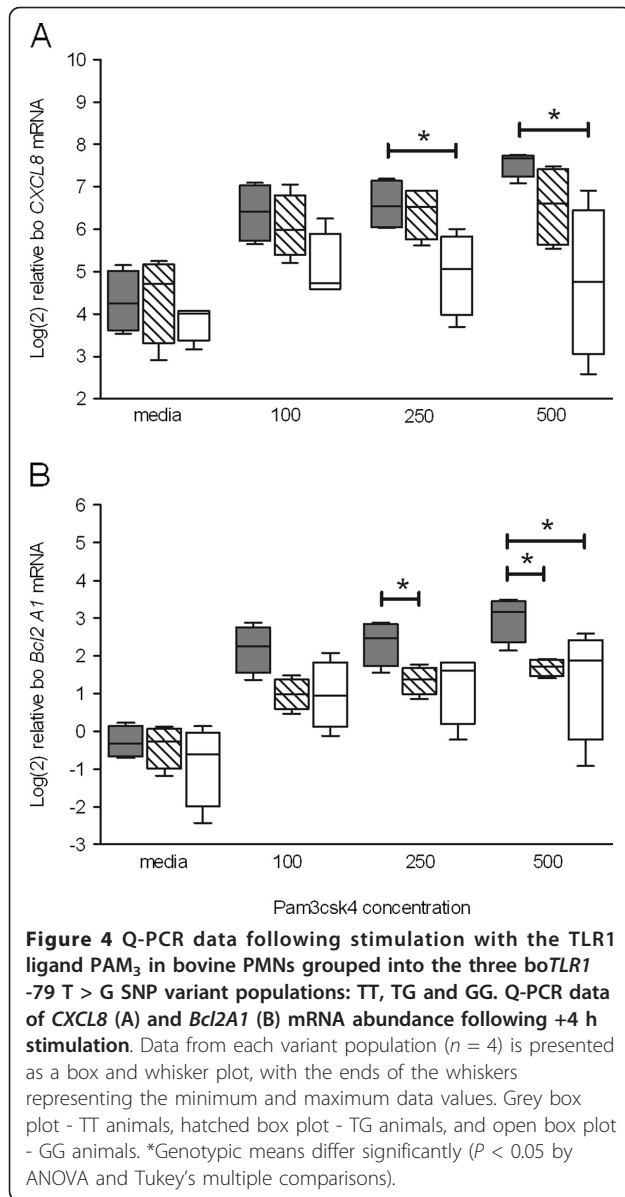 A
Log(2) relative bo CXCL8 mRNA
10
9
8
7
6
5
4
3
2
*
*
media 100 250 500
B
Log(2) relative bo Bcl2 A1 mRNA
6
5
4
3
2
1
0
-1
-2
-3
*
*
*
media 100 250 500
Pam3csk4 concentration
Figure 4 Q-PCR data following stimulation with the TLR1
ligand PAM₃ in bovine PMNs grouped into the three boTLR1
-79 T > G SNP variant populations: TT, TG and GG. Q-PCR data
of CXCL8 (A) and Bcl2A1 (B) mRNA abundance following +4 h
stimulation. Data from each variant population (n = 4) is presented
as a box and whisker plot, with the ends of the whiskers
representing the minimum and maximum data values. Grey box
plot - TT animals, hatched box plot - TG animals, and open box plot
- GG animals. *Genotypic means differ significantly (P < 0.05 by
ANOVA and Tukey's multiple comparisons).